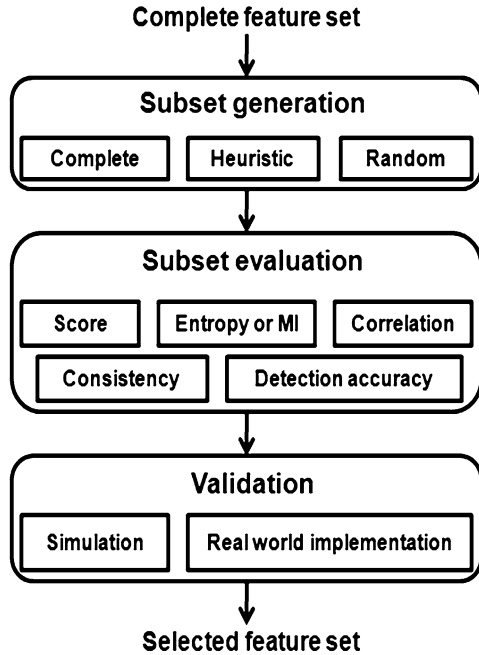 Complete feature set
Subset generation
Complete Heuristic Random
Subset evaluation
Score Entropy or MI Correlation
Consistency Detection accuracy
Validation
Simulation Real world implementation
Selected feature set